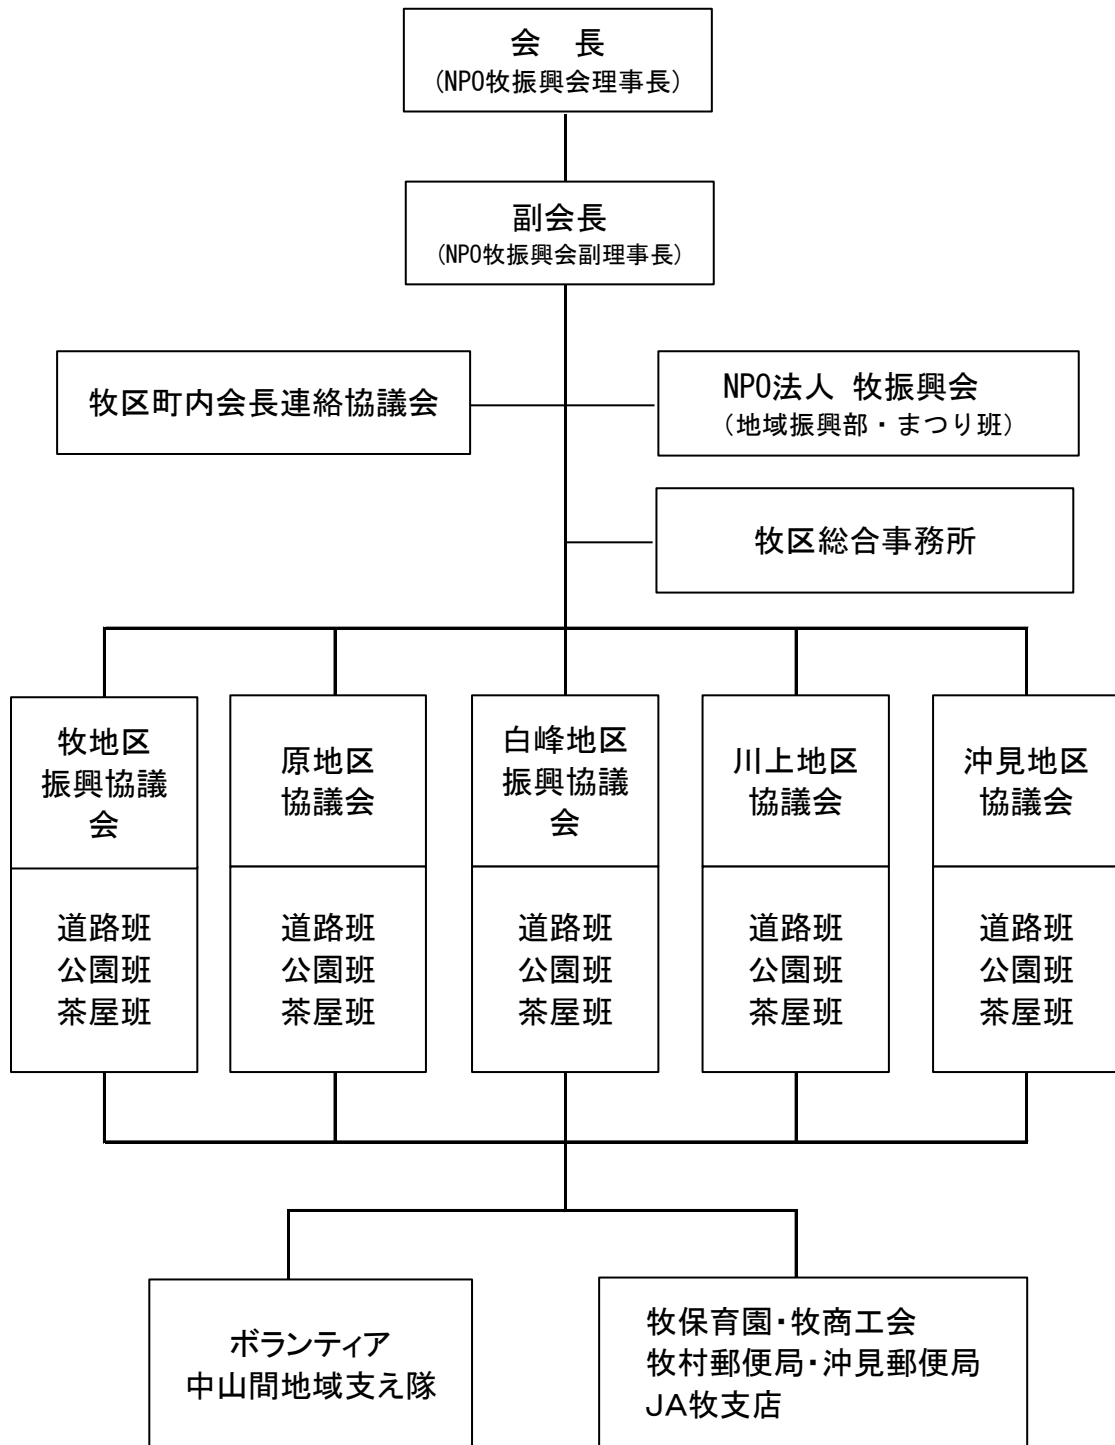 会　長
(NPO牧振興会理事長)
副会長
(NPO牧振興会副理事長)
牧区町内会長連絡協議会
NPO法人 牧振興会
(地域振興部・まつり班)
牧区総合事務所
牧地区
振興協議
会
道路班
公園班
茶屋班
原地区
協議会
道路班
公園班
茶屋班
白峰地区
振興協議
会
道路班
公園班
茶屋班
川上地区
協議会
道路班
公園班
茶屋班
沖見地区
協議会
道路班
公園班
茶屋班
ボランティア
中山間地域支え隊
牧保育園・牧商工会
牧村郵便局・沖見郵便局
JA牧支店